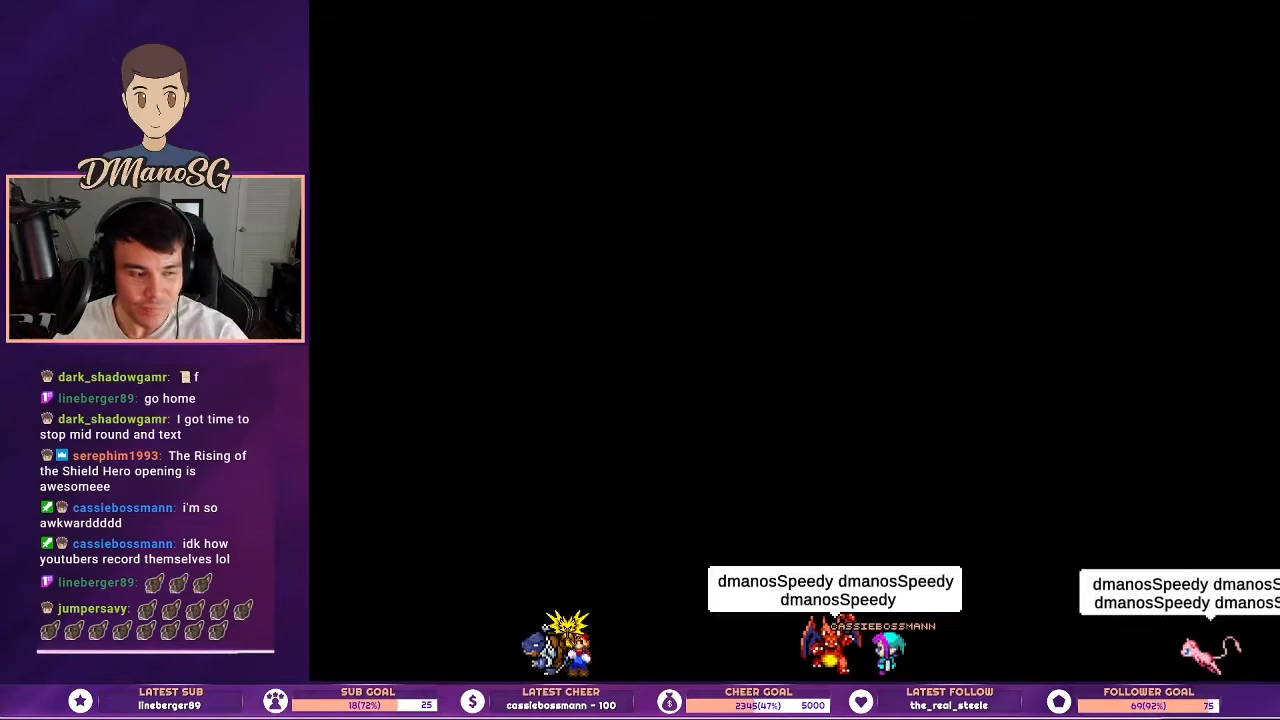 DManoSG
dark_shadowgamr: f
lineberger89: go home
dark_shadowgamr: I got time to
stop mid round and text
serephim1993: The Rising of
the Shield Hero opening is
awesomeee
cassiebossmann: i'm so
awkwarddddd
cassiebossmann: idk how
youtubers record themselves lol
lineberger89:
jumpersavy:
dmanosSpeedy dmanosSpeedy
dmanosSpeedy
CASSIEBOSSMANN
dmanosSpeedy dmanosS
dmanosSpeedy dmanosS
LATEST SUB
lineberger89
SUB GOAL
18(72%) 25
LATEST CHEER
cassiebossmann - 100
CHEER GOAL
2345(47%) 5000
LATEST FOLLOW
the_real_steele
FOLLOWER GOAL
69(92%) 75